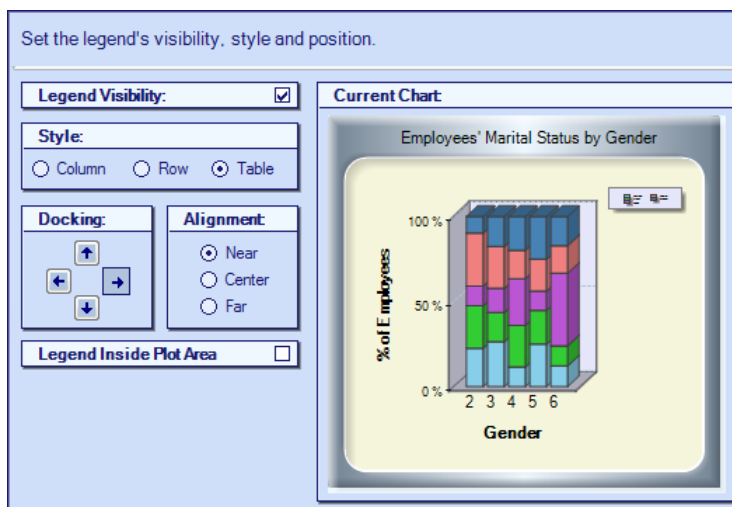 Set the legend's visibility, style and position.
Legend Visibility:
Style:
Column Row Table
Docking:
Alignment:
Near
Center
Far
Legend Inside Plot Area
Current Chart:
Employees' Marital Status by Gender
100 %
50 %
0 %
% of Employees
2 3 4 5 6
Gender